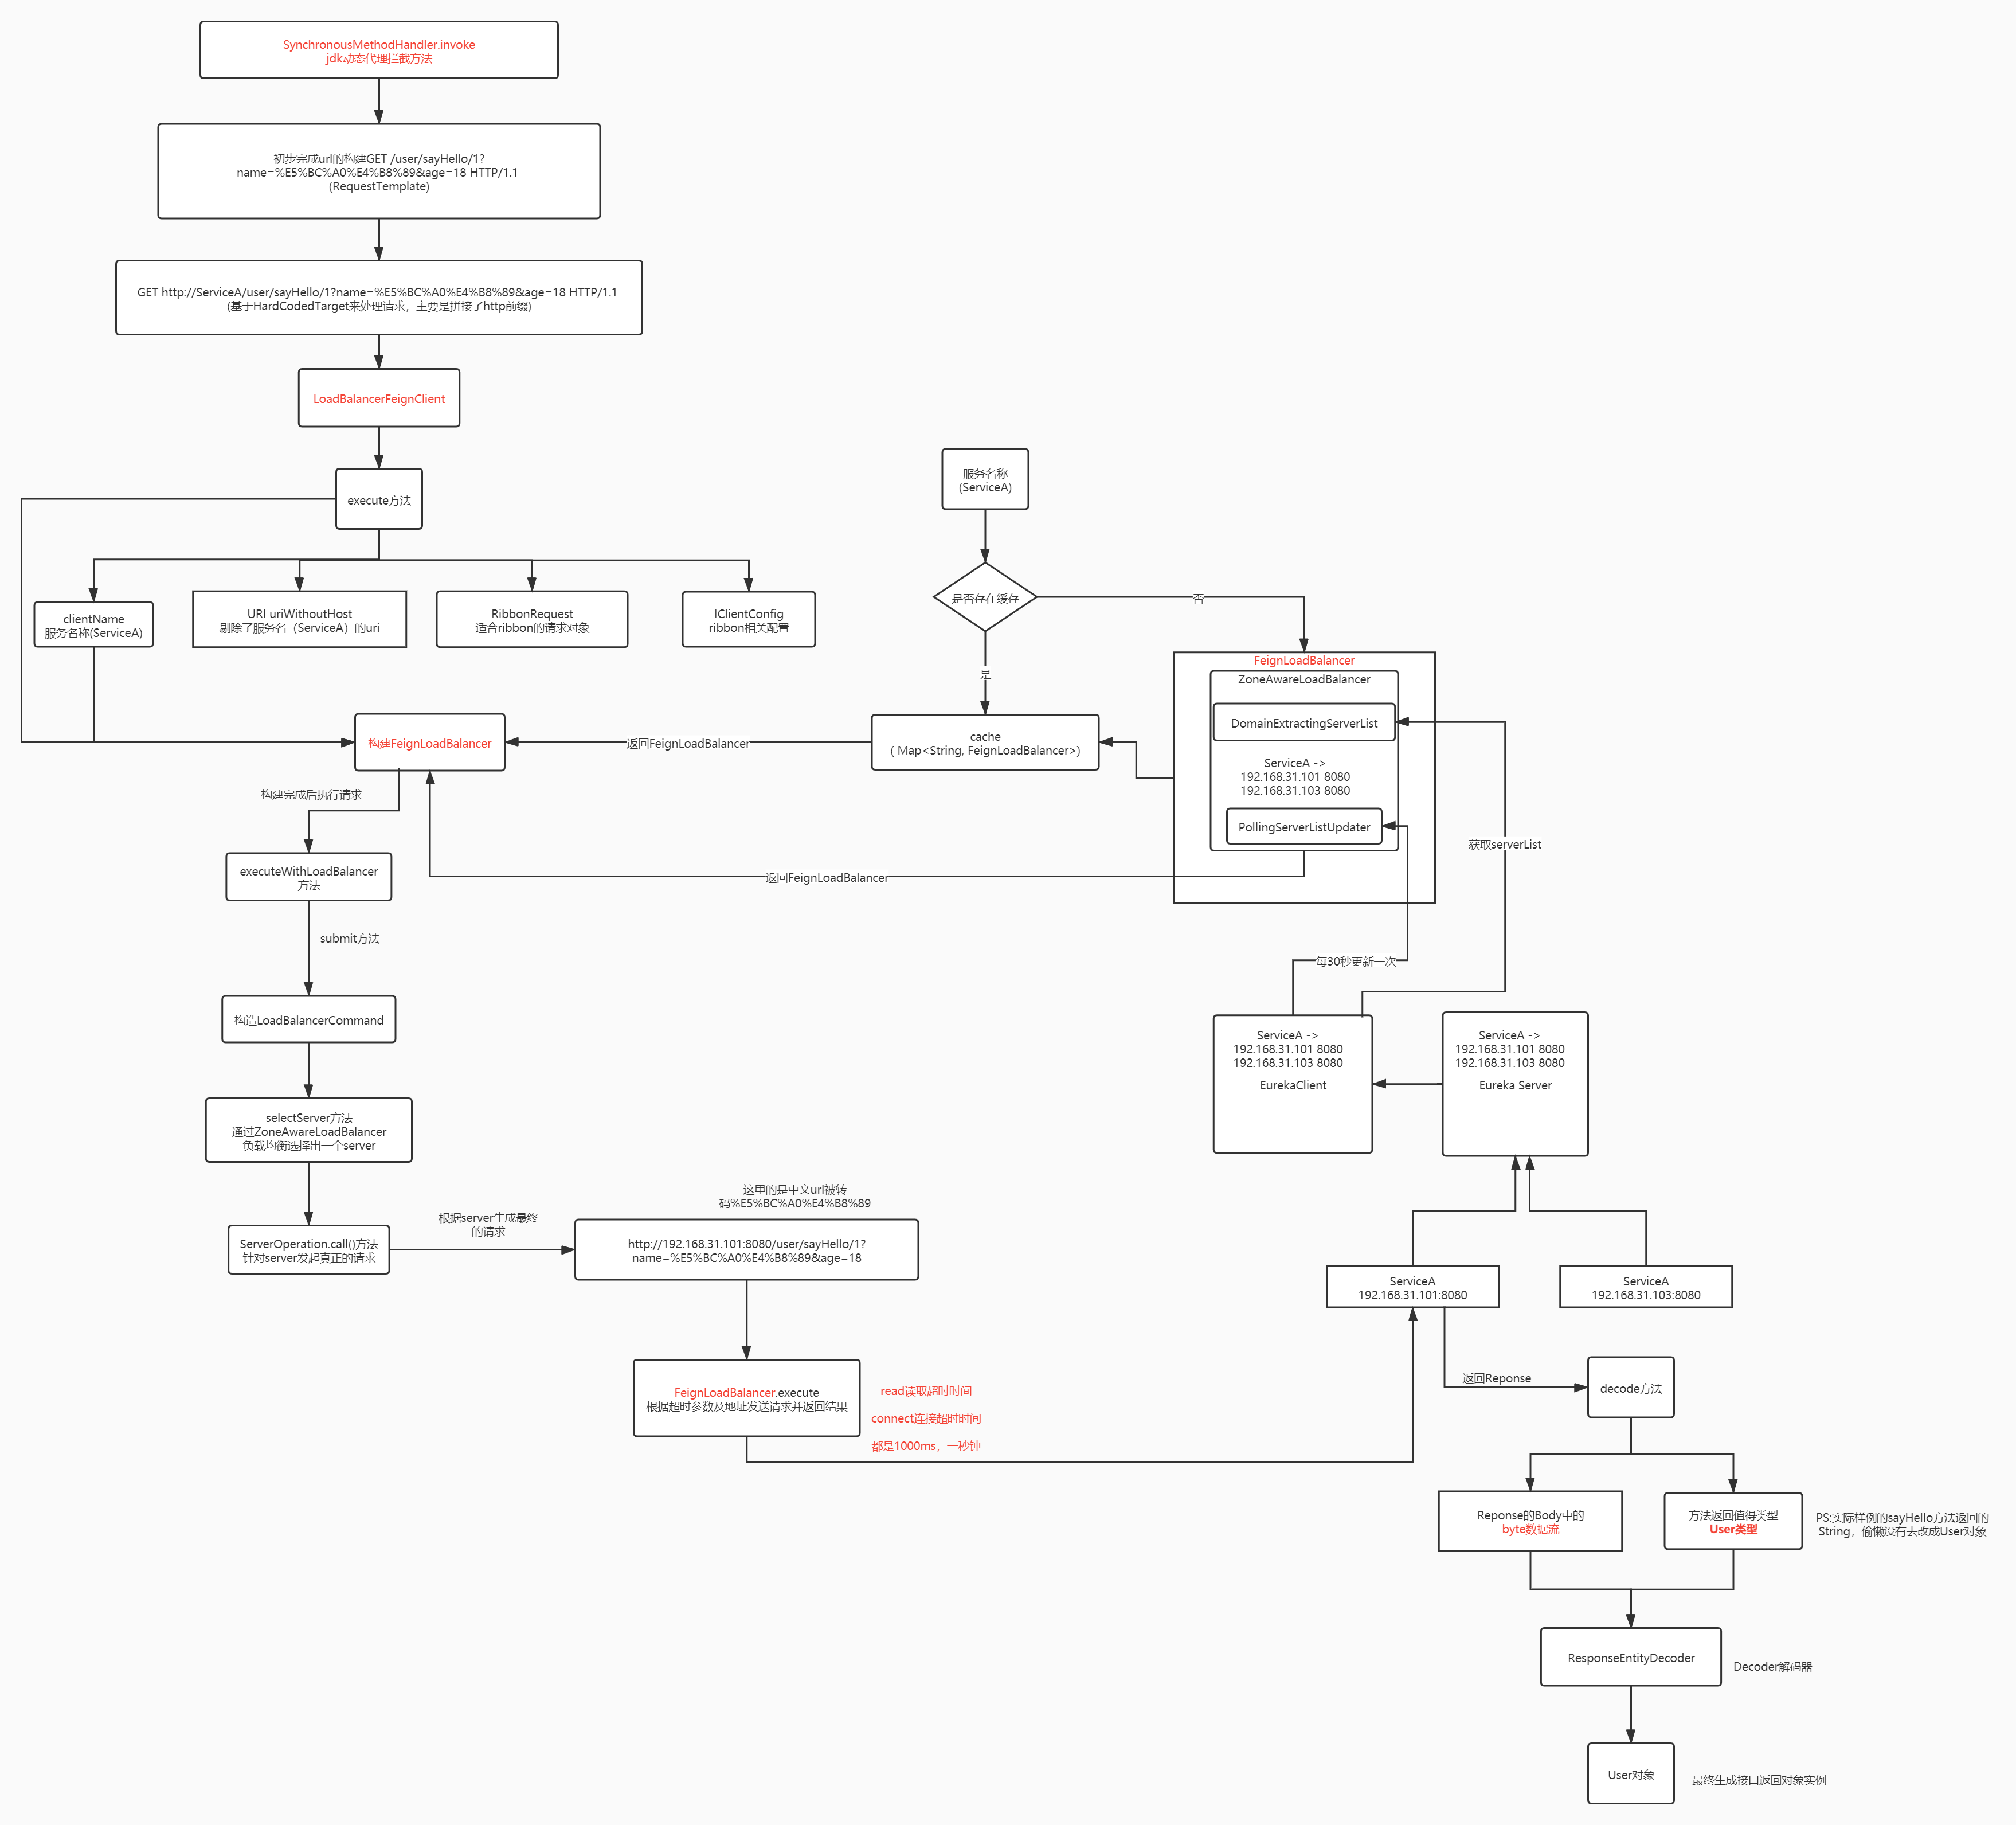 SynchronousMethodHandler.invoke
jdk动态代理拦截方法
初步完成url的构建GET /user/sayHello/1?
name=%E5%BC%A0%E4%B8%89&age=18 HTTP/1.1
(RequestTemplate)
GET http://ServiceA/user/sayHello/1?name=%E5%BC%A0%E4%B8%89&age=18 HTTP/1.1
(基于HardCodedTarget来处理请求，主要是拼接了http前缀)
LoadBalancerFeignClient
execute方法
clientName
服务名称(ServiceA)
URI uriWithoutHost
剔除了服务名（ServiceA）的uri
RibbonRequest
适合ribbon的请求对象
IClientConfig
ribbon相关配置
服务名称
(ServiceA)
是否存在缓存
否
是
FeignLoadBalancer
ZoneAwareLoadBalancer
DomainExtractingServerList
ServiceA ->
192.168.31.101 8080
192.168.31.103 8080
PollingServerListUpdater
cache
( Map<String, FeignLoadBalancer>)
返回FeignLoadBalancer
构建FeignLoadBalancer
返回FeignLoadBalancer
构建完成后执行请求
executeWithLoadBalancer
方法
submit方法
构造LoadBalancerCommand
selectServer方法
通过ZoneAwareLoadBalancer
负载均衡选择出一个server
ServerOperation.call()方法
针对server发起真正的请求
根据server生成最终
的请求
这里的是中文url被转
码%E5%BC%A0%E4%B8%89
http://192.168.31.101:8080/user/sayHello/1?
name=%E5%BC%A0%E4%B8%89&age=18
FeignLoadBalancer.execute
根据超时参数及地址发送请求并返回结果
read读取超时时间
connect连接超时时间
都是1000ms，一秒钟
获取serverList
每30秒更新一次
ServiceA ->
192.168.31.101 8080
192.168.31.103 8080
EurekaClient
ServiceA ->
192.168.31.101 8080
192.168.31.103 8080
Eureka Server
ServiceA
192.168.31.101:8080
ServiceA
192.168.31.103:8080
返回Reponse
decode方法
Reponse的Body中的
byte数据流
方法返回值得类型
User类型
PS:实际样例的sayHello方法返回的
String，偷懒没有去改成User对象
ResponseEntityDecoder
Decoder解码器
User对象
最终生成接口返回对象实例